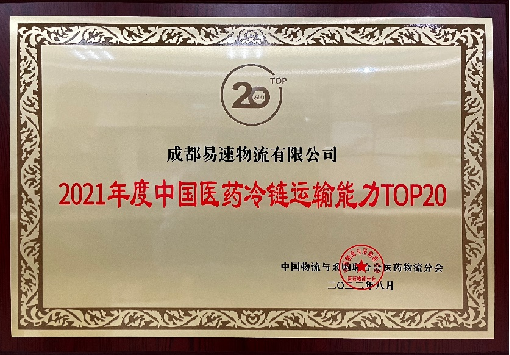 TOP
20
成都易速物流有限公司
2021年度中国医药冷链运输能力TOP20
中国物流与采购联合会医药物流分会
二〇二二年八月